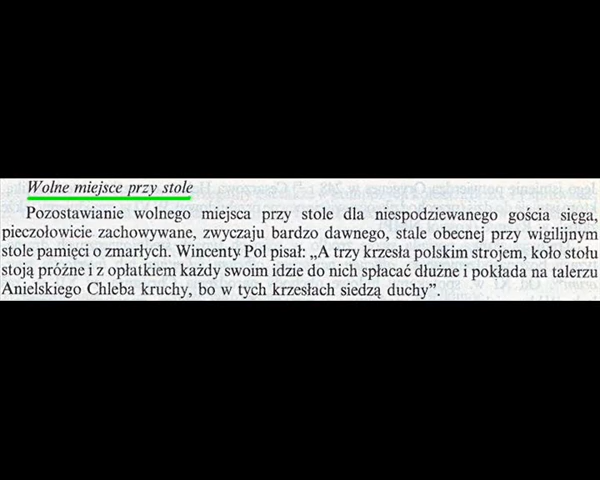 Wolne miejsce przy stole
Pozostawianie wolnego miejsca przy stole dla niespodziewanego gościa sięga,
pieczołowicie zachowywane, zwyczaju bardzo dawnego, stale obecnej przy wigilijnym
stole pamięci o zmarłych. Wincenty Pol pisał: „A trzy krzesła polskim strojem, koło stołu
stoją próżne i z opłatkiem każdy swoim idzie do nich spłacać dłużne i pokłada na talerzu
Anielskiego Chleba kruchy, bo w tych krzesłach siedzą duchy”.